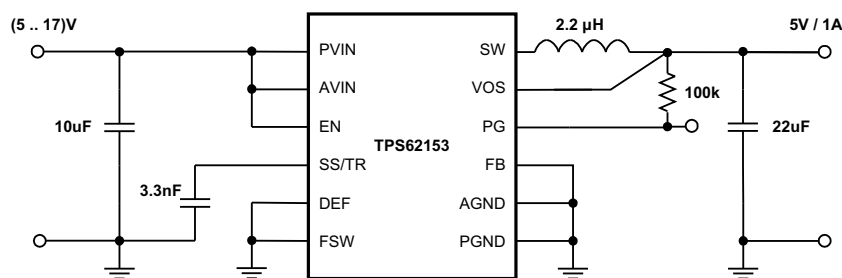 (5 .. 17)V
2.2 µH
5V / 1A
PVIN
SW
AVIN
VOS
100k
10uF
EN
PG
22uF
TPS62153
SS/TR
FB
3.3nF
DEF
AGND
FSW
PGND